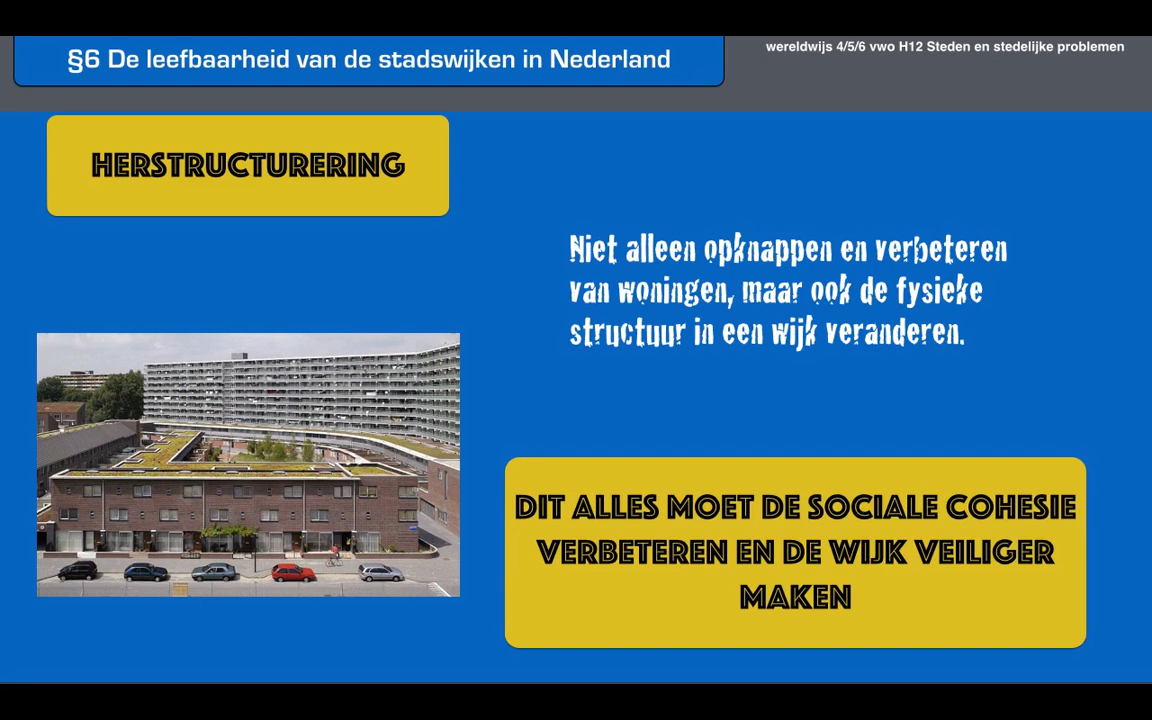 §6 De leefbaarheid van de stadswijken in Nederland
wereldwijs 4/5/6 vwo H12 Steden en stedelijke problemen
HERSTRUCTURERING
Niet alleen opknappen en verbeteren
van woningen, maar ook de fysieke
structuur in een wijk veranderen.
DIT ALLES MOET DE SOCIALE COHESIE
VERBETEREN EN DE WIJK VEILIGER
MAKEN